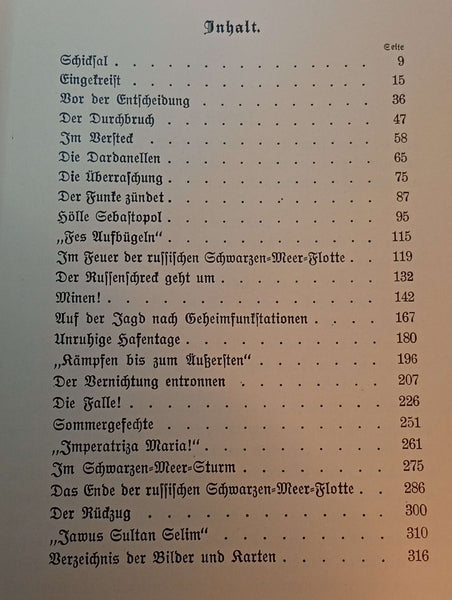 Inhalt.
Seite
Schicksal . . . . . . . . . . . . . . 9
Eingekreist . . . . . . . . . . . . . 15
Vor der Entscheidung . . . . . . . . . 36
Der Durchbruch . . . . . . . . . . . . 47
Im Versteck . . . . . . . . . . . . . 58
Die Dardanellen . . . . . . . . . . . 65
Die Überraschung . . . . . . . . . . . 75
Der Funke zündet . . . . . . . . . . . 87
Hölle Sebastopol . . . . . . . . . . . 95
„Fes Aufbügeln“ . . . . . . . . . . . 115
Im Feuer der russischen Schwarzen-Meer-Flotte . . 119
Der Russenschreck geht um . . . . . . . . 132
Minen! . . . . . . . . . . . . . . 142
Auf der Jagd nach Geheimfunkstationen . . . . 167
Unruhige Hafentage . . . . . . . . . . 180
„Kämpfen bis zum Äußersten“ . . . . . . . 196
Der Vernichtung entronnen . . . . . . . . 207
Die Falle! . . . . . . . . . . . . . 226
Sommergefechte . . . . . . . . . . . . 251
„Imperatriza Maria!“ . . . . . . . . . . 261
Im Schwarzen-Meer-Sturm . . . . . . . . 275
Das Ende der russischen Schwarzen-Meer-Flotte . . 286
Der Rückzug . . . . . . . . . . . . . 300
„Jawus Sultan Selim“ . . . . . . . . . . 310
Verzeichnis der Bilder und Karten . . . . . . 316